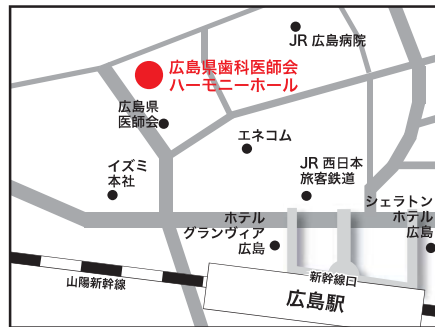 JR 広島病院
広島県歯科医師会
ハーモニーホール
広島県
医師会
エネコム
イズミ
本社
JR 西日本
旅客鉄道
シェラトン
ホテル
広島
ホテル
グランヴィア
広島
新幹線口
山陽新幹線
広島駅